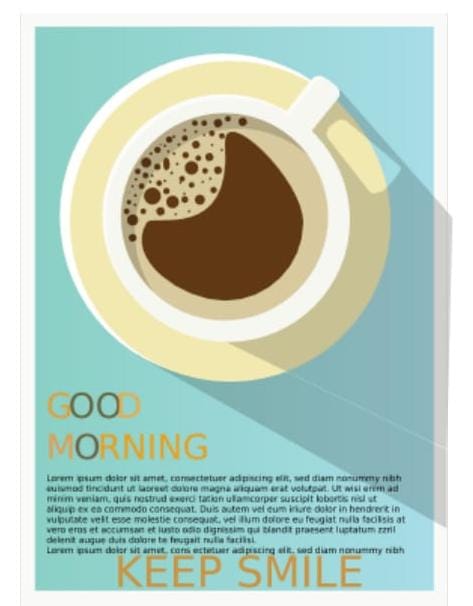 GOOD
MORNING
Lorem ipsum dolor sit amet, consectetuer adipiscing elit, sed diam nonummy nibh
euismod tincidunt ut laoreet dolore magna aliquam erat volutpat. Ut wisi enim ad
minim veniam, quis nostrud exerci tation ullamcorper suscipit lobortis nisl ut
aliquip ex ea commodo consequat. Duis autem vel eum iriure dolor in hendrerit in
vulputate velit esse molestie consequat, vel illum dolore eu feugiat nulla facilisis at
vero eros et accumsan et iusto odio dignissim qui blandit praesent luptatum zzril
delenit augue duis dolore te feugait nulla facilisi.
Lorem ipsum dolor sit amet, cons ectetuer adipiscing elit, sed diam nonummy nibh
KEEP SMILE